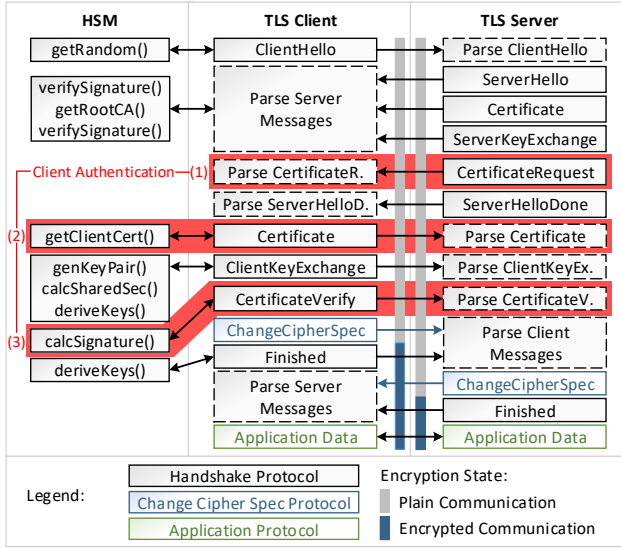 HSM TLS Client TLS Server
getRandom() ClientHello Parse ClientHello
ServerHello
verifySignature()
getRootCA()
verifySignature()
Parse Server
Messages
Certificate
ServerKeyExchange
Client Authentication (1) Parse CertificateR. CertificateRequest
Parse ServerHelloD. ServerHelloDone
(2) getClientCert() Certificate Parse Certificate
genKeyPair()
calcSharedSec()
deriveKeys()
ClientKeyExchange Parse ClientKeyEx.
CertificateVerify Parse CertificateV.
(3) calcSignature()
ChangeCipherSpec
Parse Client
Messages
deriveKeys() Finished
Parse Server
Messages
ChangeCipherSpec
Finished
Application Data Application Data
Legend:
Handshake Protocol
Change Cipher Spec Protocol
Application Protocol
Encryption State:
Plain Communication
Encrypted Communication